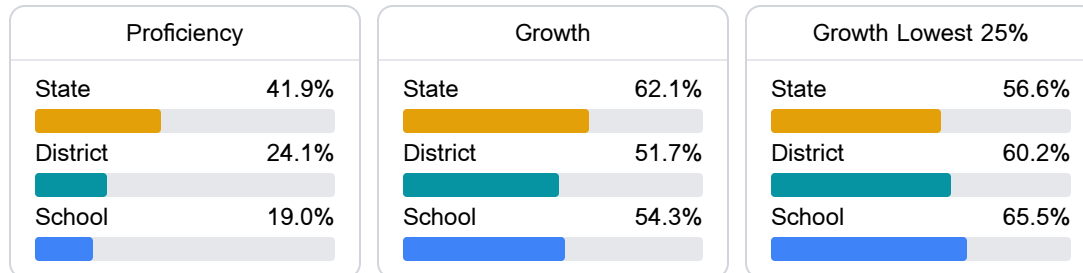 Proficiency
State 41.9%
District 24.1%
School 19.0%
Growth
State 62.1%
District 51.7%
School 54.3%
Growth Lowest 25%
State 56.6%
District 60.2%
School 65.5%